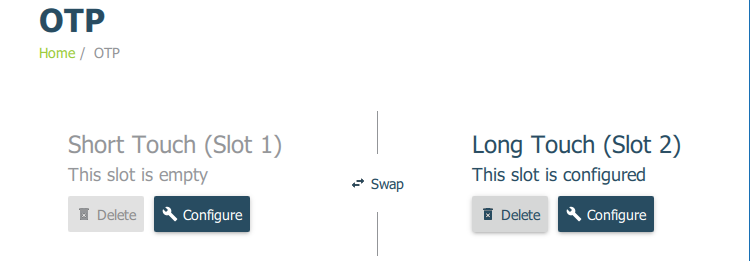 OTP
Home / OTP
Short Touch (Slot 1)
This slot is empty
Delete Configure
Swap
Long Touch (Slot 2)
This slot is configured
Delete Configure